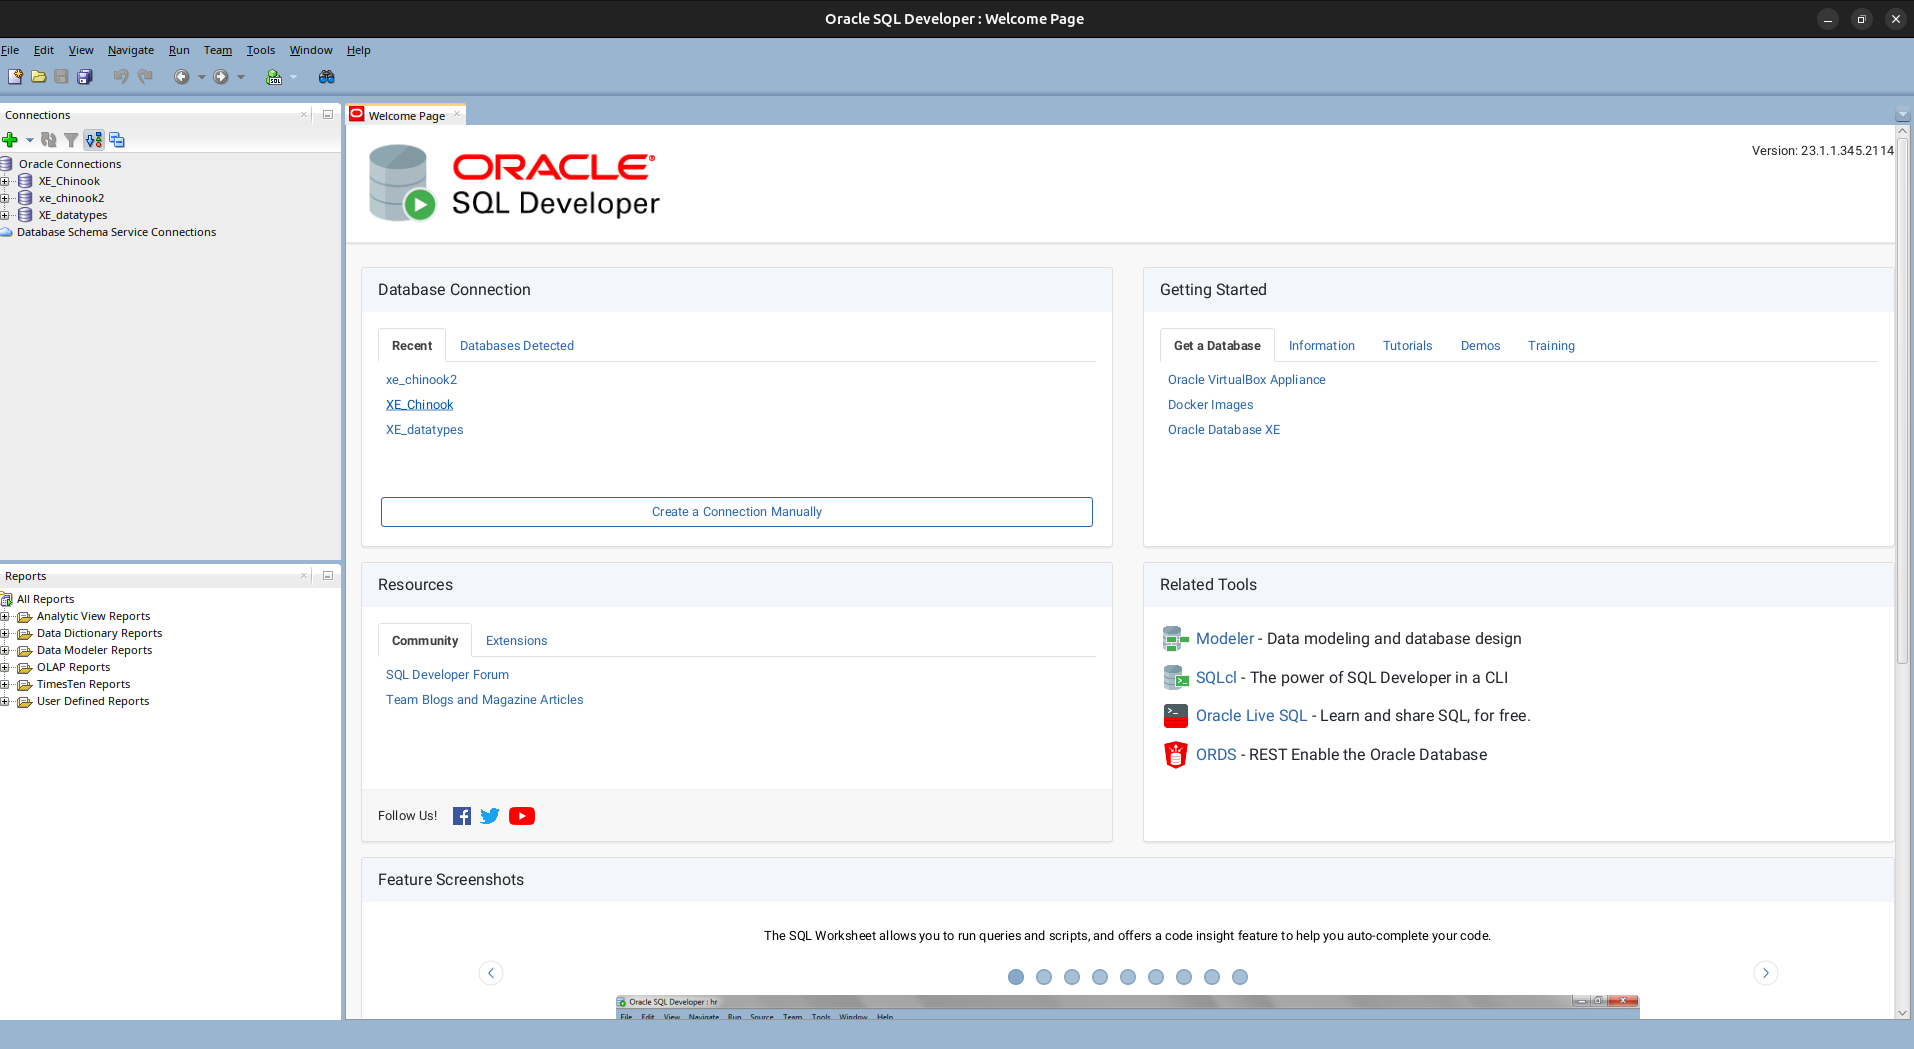 Oracle SQL Developer : Welcome Page
File Edit View Navigate Run Team Tools Window Help
SQL
Connections
Oracle Connections
XE_Chinook
xe_chinook2
XE_datatypes
Database Schema Service Connections
Reports
All Reports
Analytic View Reports
Data Dictionary Reports
Data Modeler Reports
OLAP Reports
TimesTen Reports
User Defined Reports
Welcome Page
ORACLE
SQL Developer
Version: 23.1.1.345.2114
Database Connection
Recent Databases Detected
xe_chinook2
XE_Chinook
XE_datatypes
Create a Connection Manually
Getting Started
Get a Database Information Tutorials Demos Training
Oracle VirtualBox Appliance
Docker Images
Oracle Database XE
Resources
Community Extensions
SQL Developer Forum
Team Blogs and Magazine Articles
Follow Us!
Related Tools
Modeler - Data modeling and database design
SQLcl - The power of SQL Developer in a CLI
Oracle Live SQL - Learn and share SQL, for free.
ORDS - REST Enable the Oracle Database
Feature Screenshots
The SQL Worksheet allows you to run queries and scripts, and offers a code insight feature to help you auto-complete your code.
Oracle SQL Developer : hr
File Edit View Navigate Run Source Team Tools Window Help